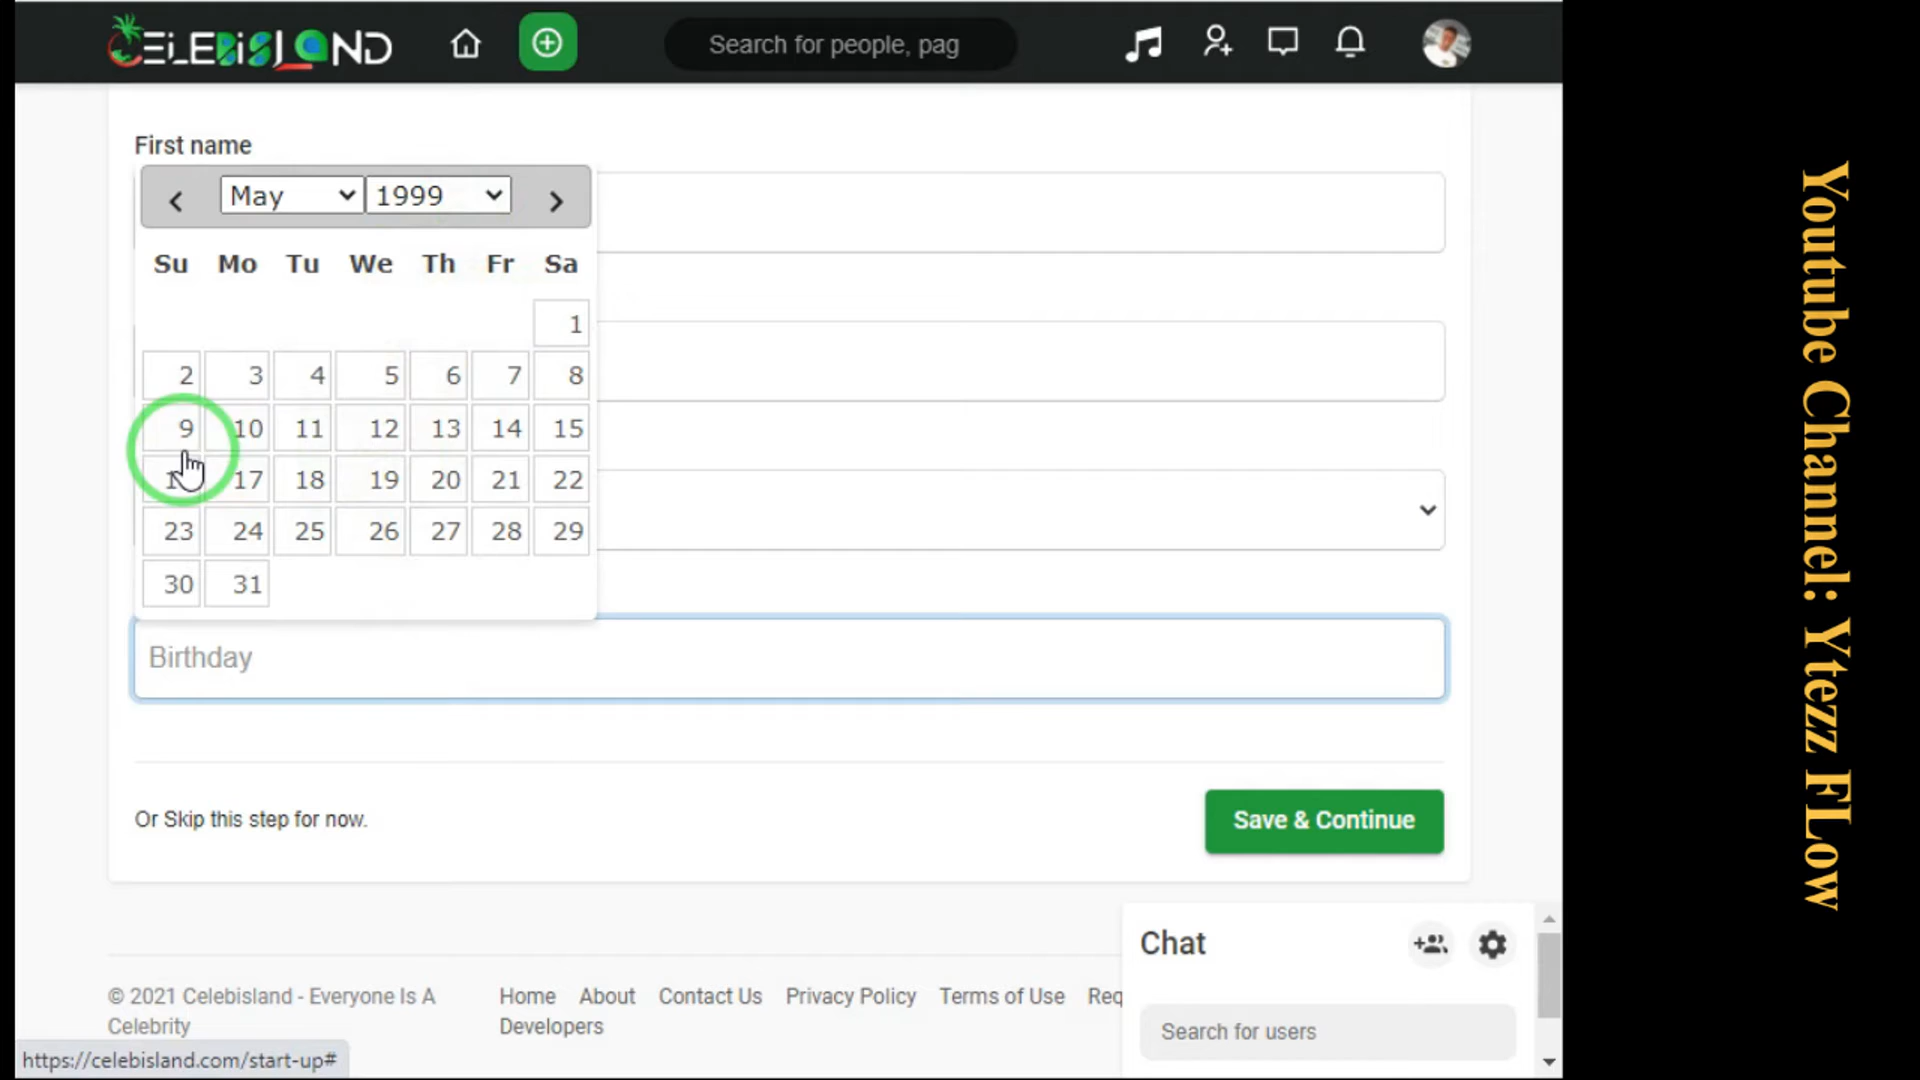 CELEBiSLAND
Search for people, pag
First name
May 1999
Su Mo Tu We Th Fr Sa
1
2 3 4 5 6 7 8
9 10 11 12 13 14 15
17 18 19 20 21 22
23 24 25 26 27 28 29
30 31
Birthday
Or Skip this step for now.
Save & Continue
Chat
Search for users
© 2021 Celebisland - Everyone Is A
Celebrity
Home About Contact Us Privacy Policy Terms of Use Req
Developers
https://celebisland.com/start-up#
Youtube Channel: Ytezz FLow